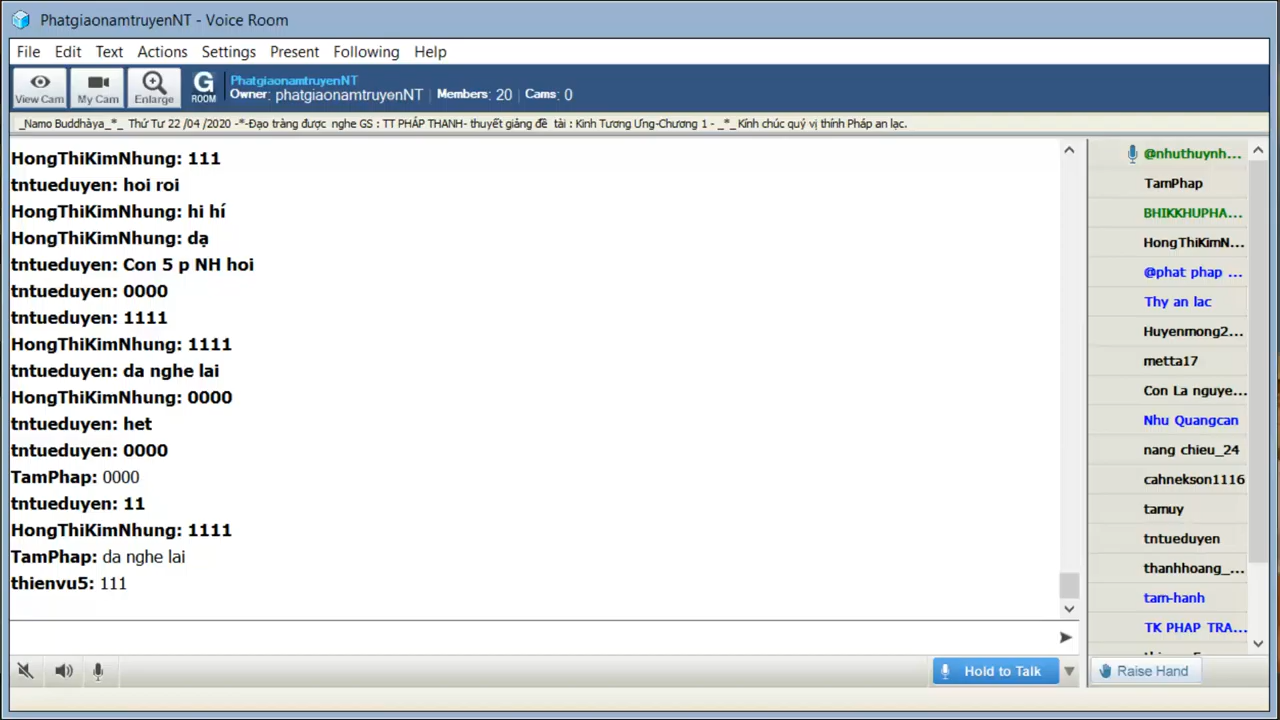 PhatgiaonamtruyenNT - Voice Room
File Edit Text Actions Settings Present Following Help
View Cam My Cam Enlarge G ROOM
PhatgiaonamtruyenNT
Owner: phatgiaonamtruyenNT Members: 20 Cams: 0
_Namo Buddhàya_*_ Thứ Tư 22 /04 /2020 -*-Đạo tràng được nghe GS : TT PHÁP THANH- thuyết giảng đề tài : Kinh Tương Ưng-Chương 1 - _*_ Kính chúc quý vị thính Pháp an lạc.
HongThiKimNhung: 111
tntueduyen: hoi roi
HongThiKimNhung: hi hí
HongThiKimNhung: dạ
tntueduyen: Con 5 p NH hoi
tntueduyen: 0000
tntueduyen: 1111
HongThiKimNhung: 1111
tntueduyen: da nghe lai
HongThiKimNhung: 0000
tntueduyen: het
tntueduyen: 0000
TamPhap: 0000
tntueduyen: 11
HongThiKimNhung: 1111
TamPhap: da nghe lai
thienvu5: 111
@nhuthuynh...
TamPhap
BHIKKHUPHA...
HongThiKimN...
@phat phap ...
Thy an lac
Huyenmong2...
metta17
Con La nguye...
Nhu Quangcan
nang chieu_24
cahnekson1116
tamuy
tntueduyen
thanhhoang_...
tam-hanh
TK PHAP TRA...
Hold to Talk
Raise Hand